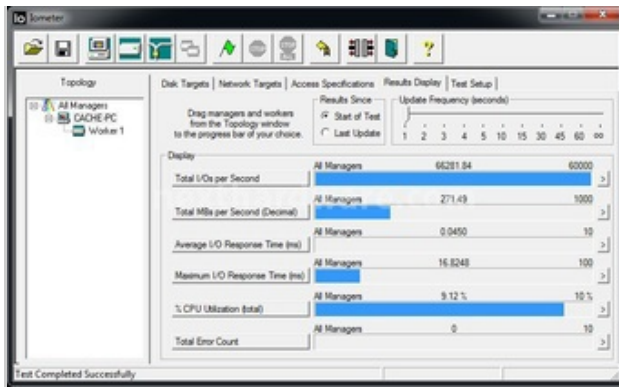 Io Iometer
STOP
STOP ALL
?
Topology
All Managers
CACHE-PC
Worker 1
Disk Targets | Network Targets | Access Specifications | Results Display | Test Setup
Drag managers and workers
from the Topology window
to the progress bar of your choice.
Results Since
Start of Test
Last Update
Update Frequency (seconds)
1 2 3 4 5 10 15 30 45 60 ∞
Display
All Managers 66281.84 60000
Total I/Os per Second
All Managers 271.49 1000
Total MBs per Second (Decimal)
All Managers 0.0450 10
Average I/O Response Time (ms)
All Managers 16.8248 100
Maximum I/O Response Time (ms)
All Managers 9.12 % 10 %
% CPU Utilization (total)
All Managers 0 10
Total Error Count
Test Completed Successfully